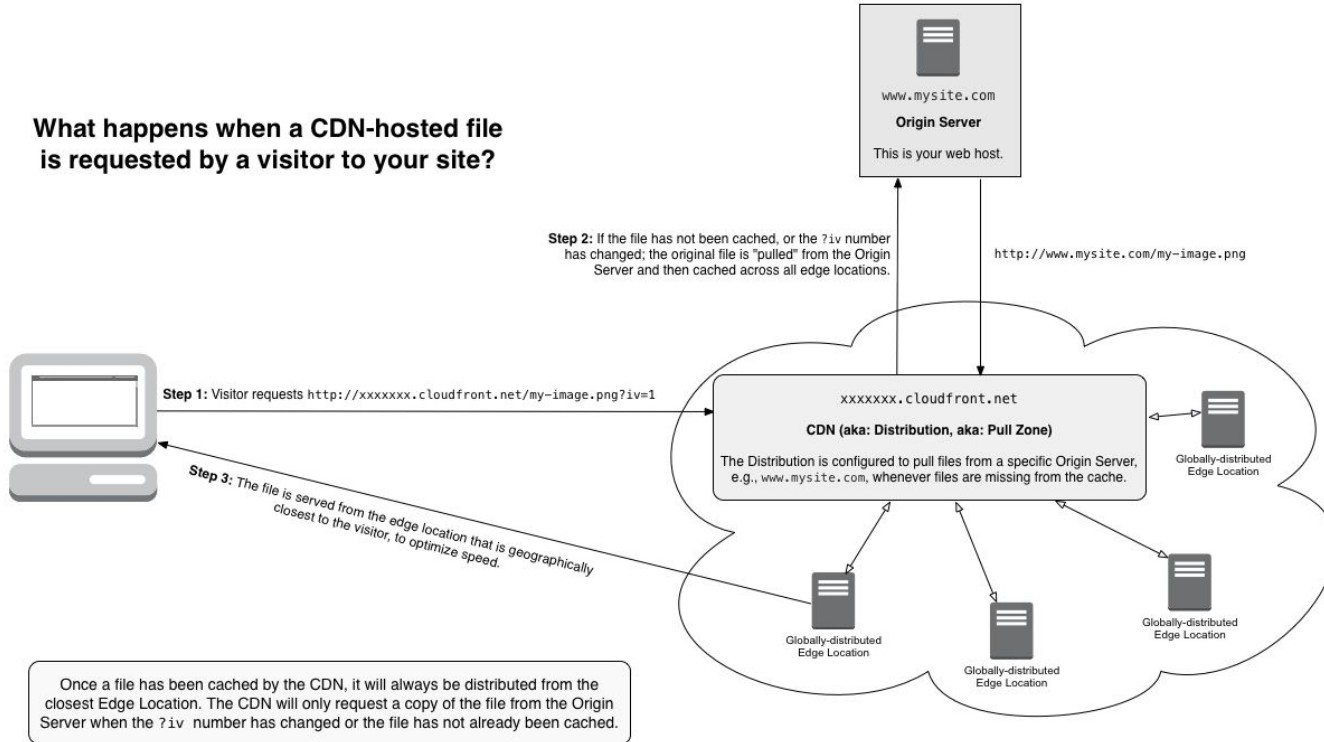 What happens when a CDN-hosted file
is requested by a visitor to your site?
www.mysite.com
Origin Server
This is your web host.
Step 2: If the file has not been cached, or the ?iv number
has changed; the original file is "pulled" from the Origin
Server and then cached across all edge locations.
http://www.mysite.com/my-image.png
Step 1: Visitor requests http://xxxxxxx.cloudfront.net/my-image.png?iv=1
xxxxxxx.cloudfront.net
CDN (aka: Distribution, aka: Pull Zone)
The Distribution is configured to pull files from a specific Origin Server,
e.g., www.mysite.com, whenever files are missing from the cache.
Globally-distributed
Edge Location
Step 3: The file is served from the edge location that is geographically
closest to the visitor, to optimize speed.
Globally-distributed
Edge Location
Globally-distributed
Edge Location
Globally-distributed
Edge Location
Once a file has been cached by the CDN, it will always be distributed from the
closest Edge Location. The CDN will only request a copy of the file from the Origin
Server when the ?iv number has changed or the file has not already been cached.